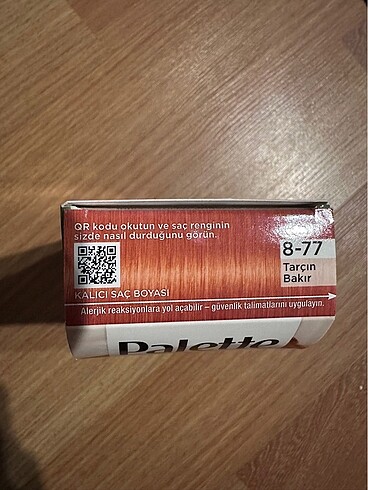 QR kodu okutun ve saç renginin
sizde nasıl durduğunu görün.
8-77
Tarçın
Bakır
KALICI SAÇ BOYASI
Alerjik reaksiyonlara yol açabilir – güvenlik talimatlarını uygulayın.
Palette